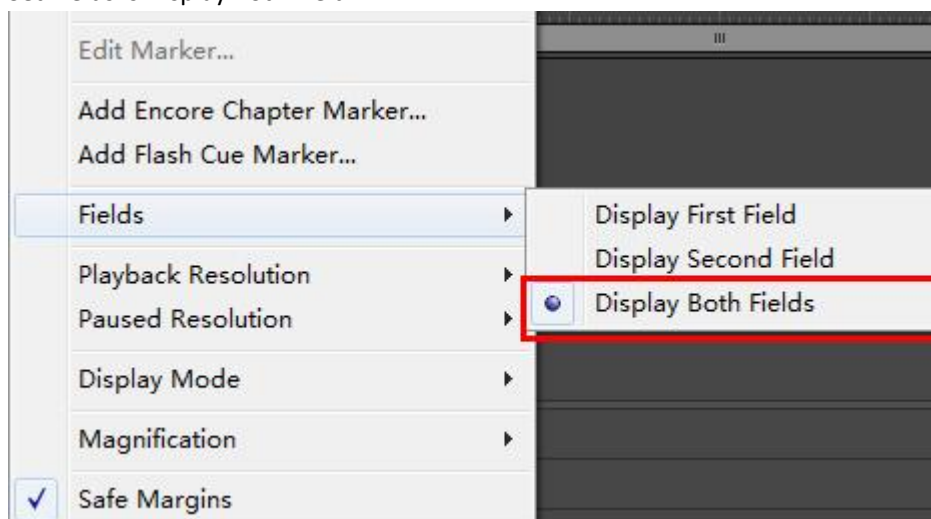 Edit Marker...
Add Encore Chapter Marker...
Add Flash Cue Marker...
Fields
Display First Field
Display Second Field
Display Both Fields
Playback Resolution
Paused Resolution
Display Mode
Magnification
Safe Margins